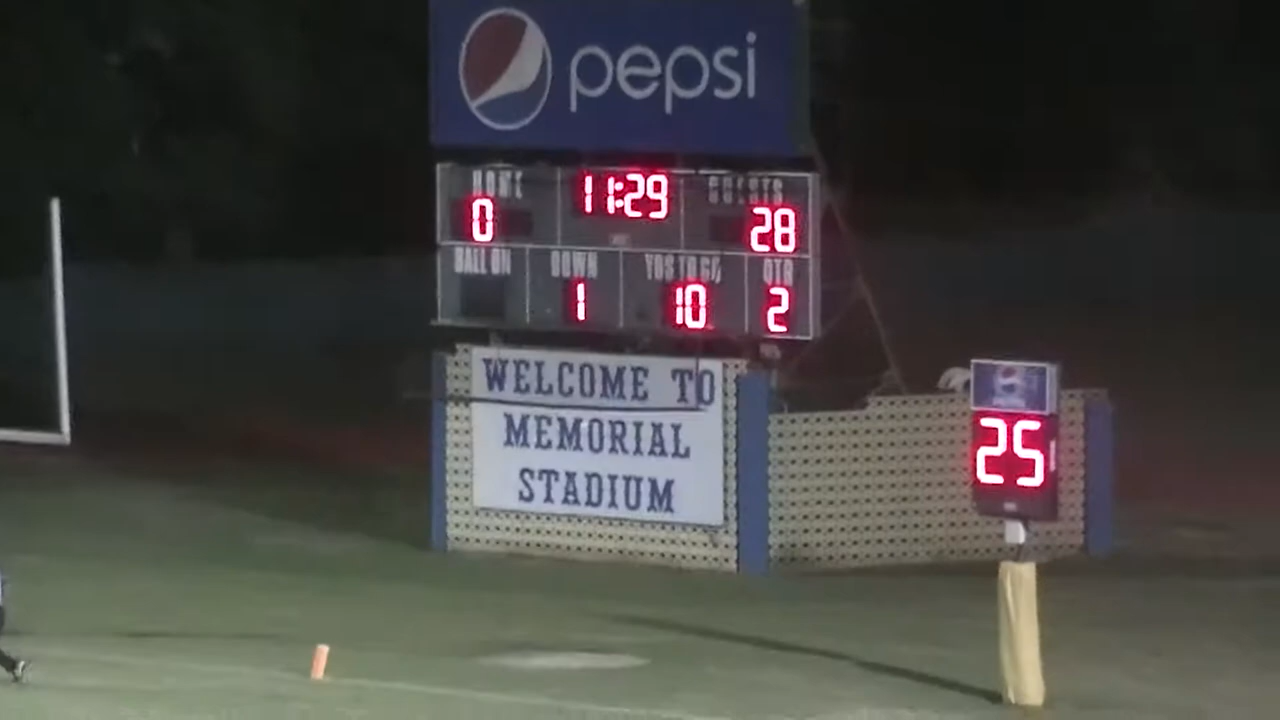 pepsi
HOME 11:29 GUESTS
0 28
BALL ON DOWN YDS TO GO QTR
1 10 2
WELCOME TO
MEMORIAL
STADIUM
25